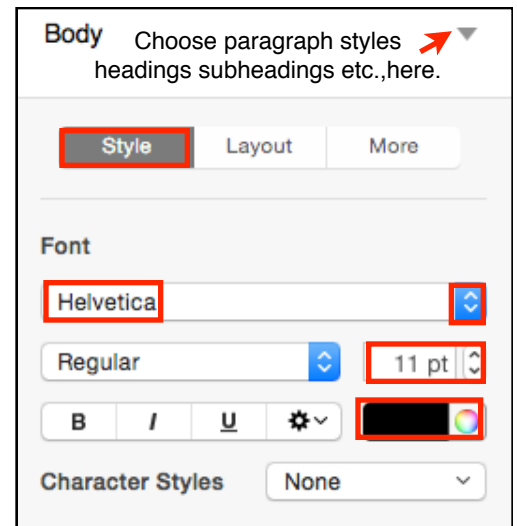 Body Choose paragraph styles
headings subheadings etc.,here.
Style Layout More
Font
Helvetica
Regular 11 pt
B I U
Character Styles None